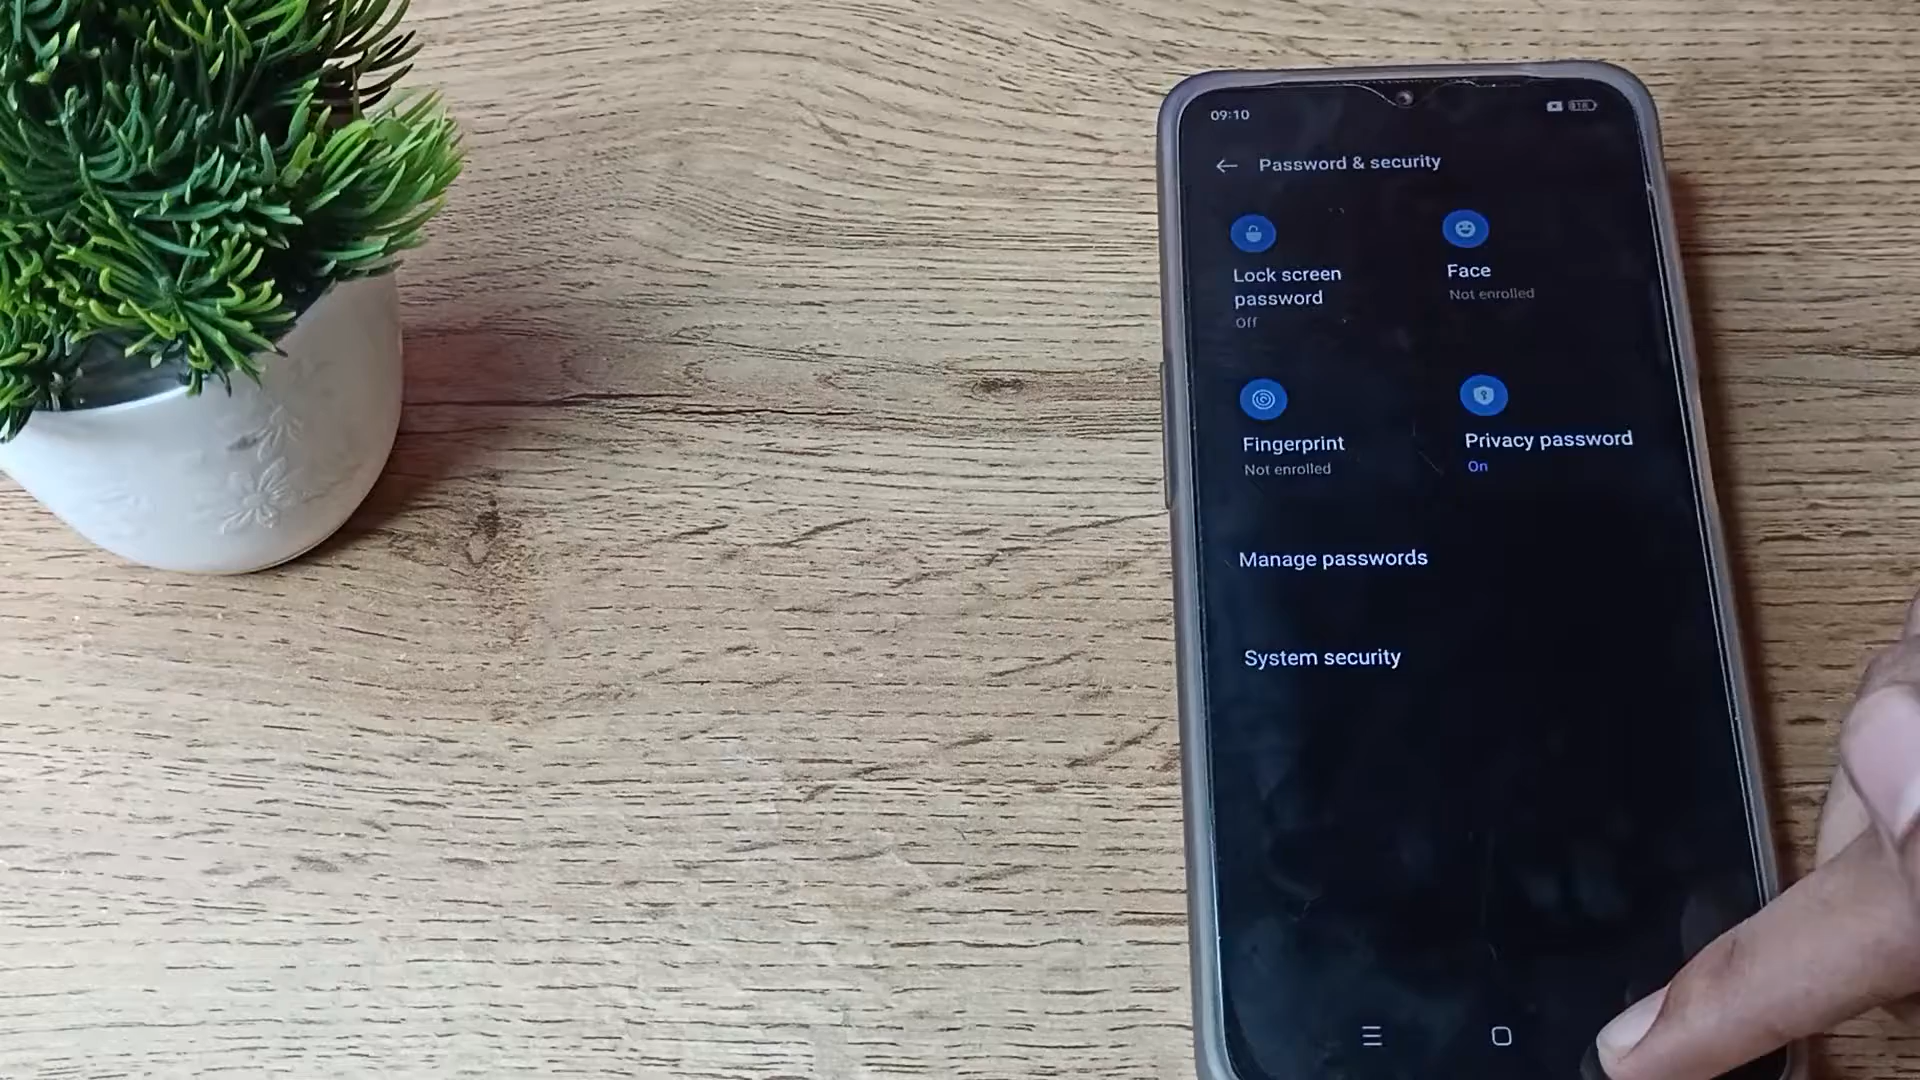 09:10
Password & security
Lock screen
password
Off
Face
Not enrolled
Fingerprint
Not enrolled
Privacy password
On
Manage passwords
System security